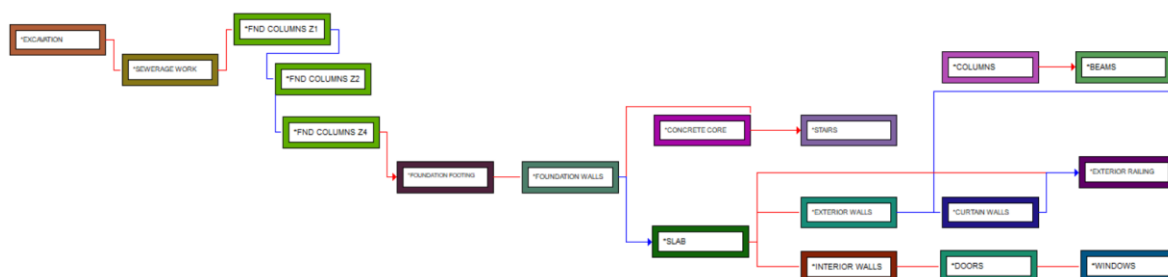 *EXCAVATION
*SEWERAGE WORK
*FND COLUMNS Z1
*FND COLUMNS Z2
*FND COLUMNS Z4
*FOUNDATION FOOTING
*FOUNDATION WALLS
*CONCRETE CORE
*STAIRS
*SLAB
*COLUMNS
*BEAMS
*EXTERIOR RAILING
*EXTERIOR WALLS
*CURTAIN WALLS
*INTERIOR WALLS
*DOORS
*WINDOWS